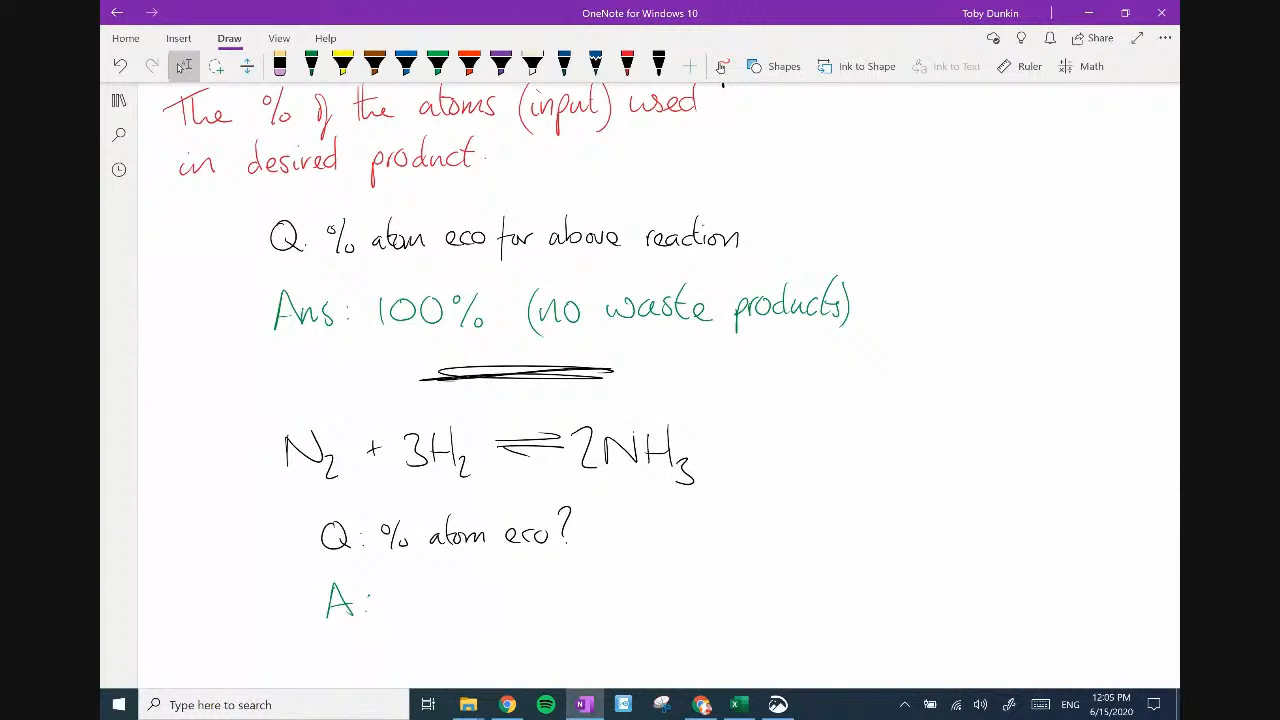 OneNote for Windows 10
Toby Dunkin
Home Insert Draw View Help
Share
Shapes
Ink to Shape
Ink to Text
Ruler
Math
The % of the atoms (input) used
in desired product.
Q. % atom eco for above reaction
Ans: 100% (no waste products)
N₂ + 3H₂ ⇌ 2NH₃
Q: % atom eco?
A:
Type here to search
ENG
12:05 PM
6/15/2020